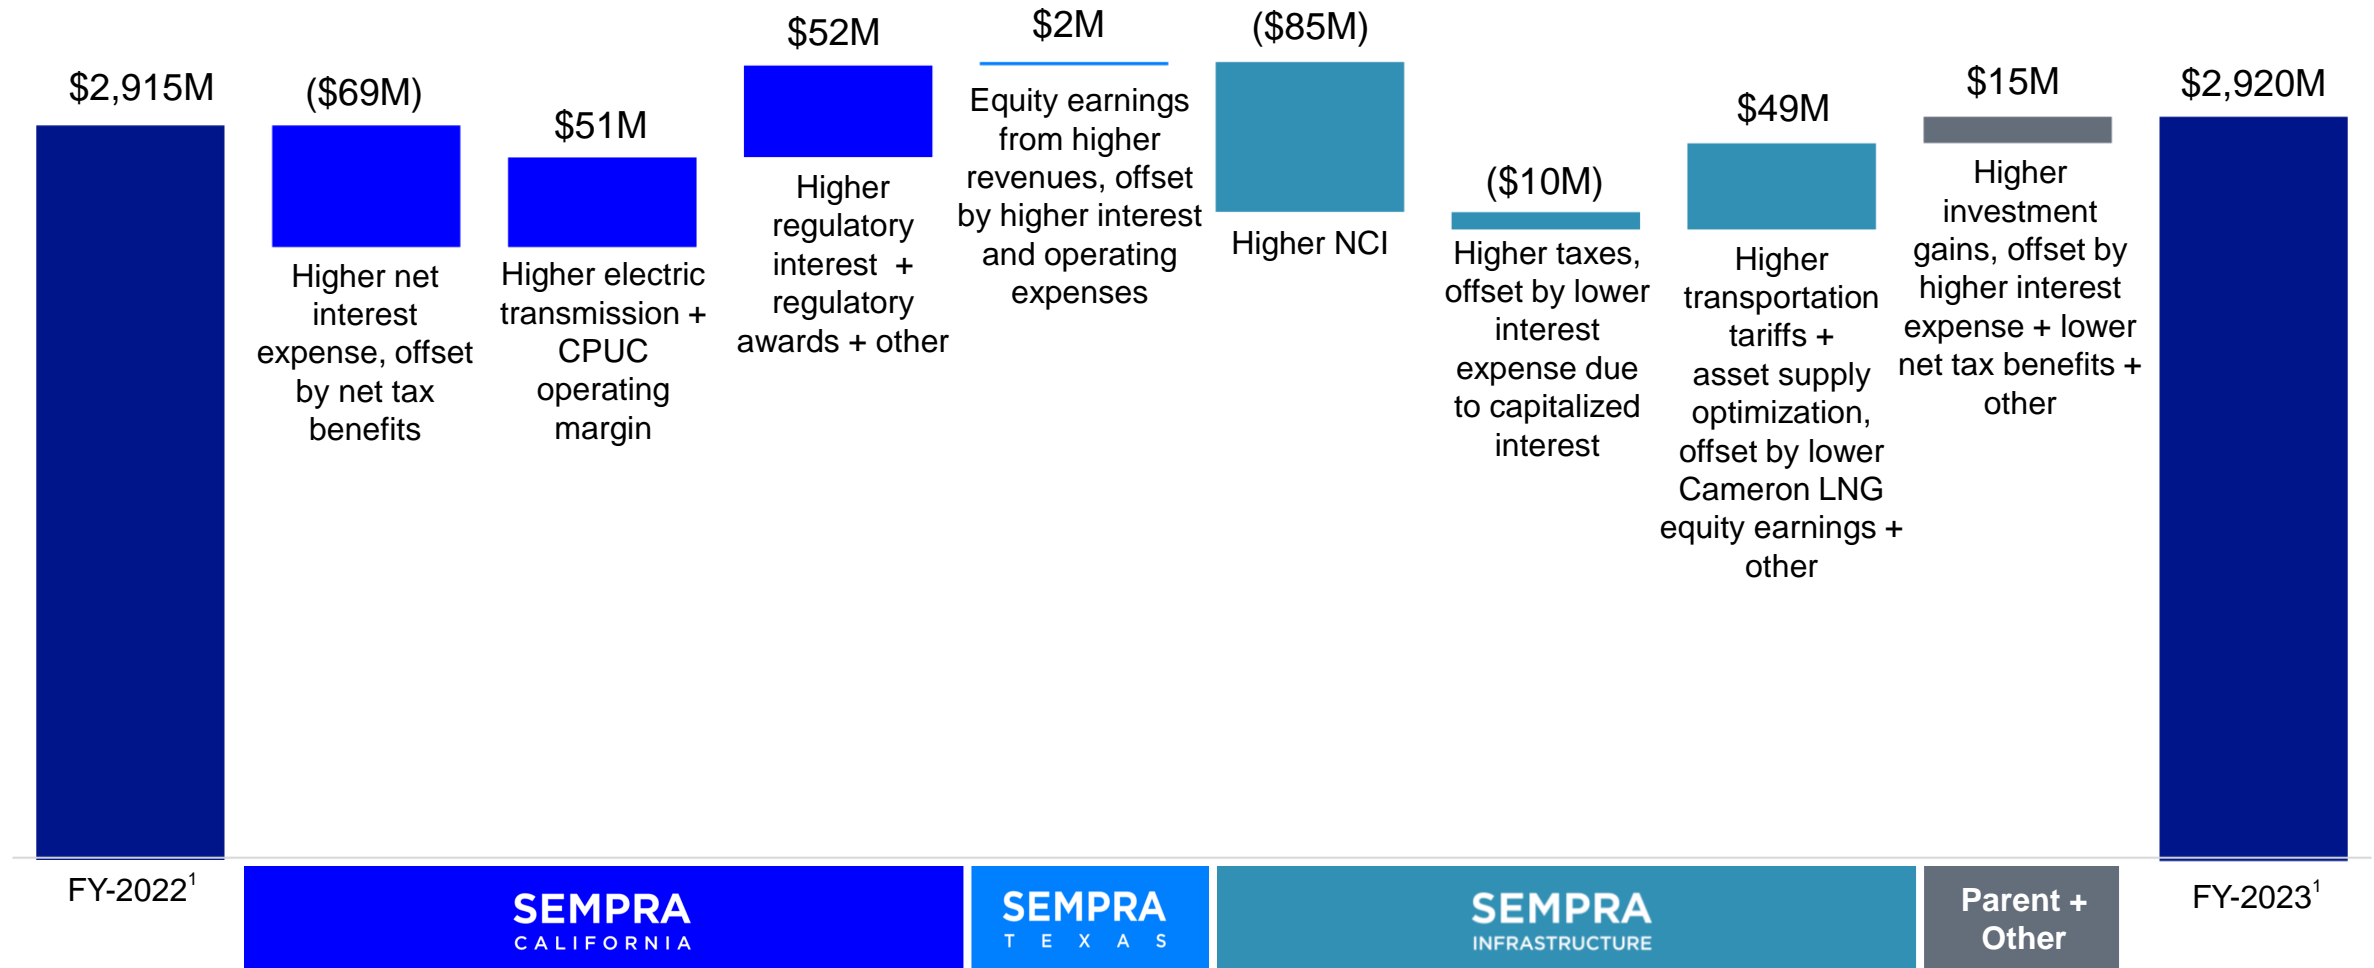 $2,915M
($69M)
Higher net
interest
expense, offset
by net tax
benefits
$51M
Higher electric
transmission +
CPUC
operating
margin
$52M
Higher
regulatory
interest +
regulatory
awards + other
$2M
Equity earnings
from higher
revenues, offset
by higher interest
and operating
expenses
($85M)
Higher NCI
($10M)
Higher taxes,
offset by lower
interest
expense due
to capitalized
interest
$49M
Higher
transportation
tariffs +
asset supply
optimization,
offset by lower
Cameron LNG
equity earnings +
other
$15M
Higher
investment
gains, offset by
higher interest
expense + lower
net tax benefits +
other
$2,920M
FY-2022¹
SEMPRA
CALIFORNIA
SEMPRA
TEXAS
SEMPRA
INFRASTRUCTURE
Parent +
Other
FY-2023¹